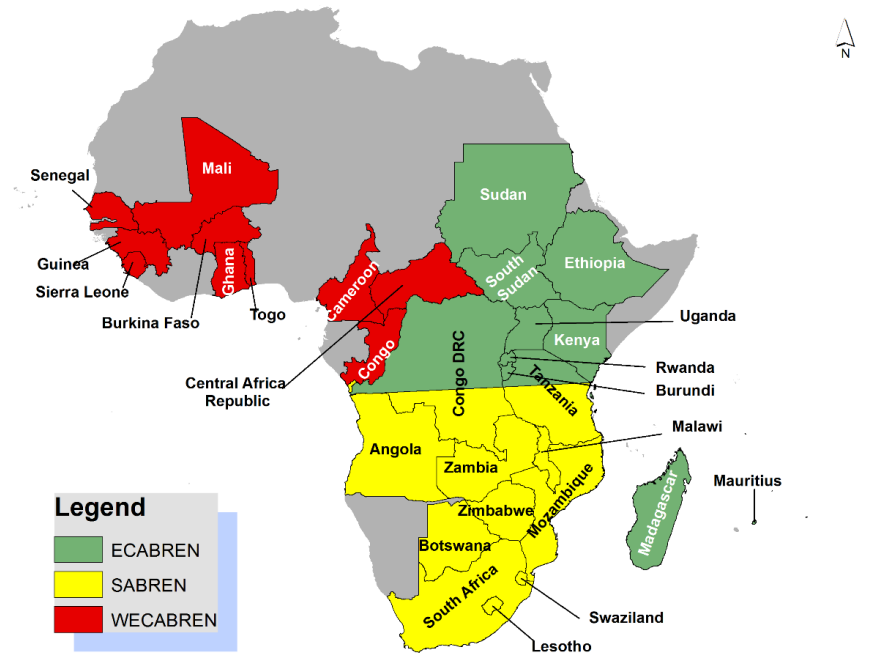 N
Mali
Senegal
Sudan
Guinea
Ghana
Ethiopia
South
Sudan
Sierra Leone
Cameroon
Burkina Faso
Togo
Uganda
Kenya
Congo
Congo DRC
Rwanda
Central Africa
Republic
Burundi
Tanzania
Malawi
Angola
Zambia
Mauritius
Mozambique
Zimbabwe
Madagascar
Botswana
South Africa
Swaziland
Lesotho
Legend
ECABREN
SABREN
WECABREN